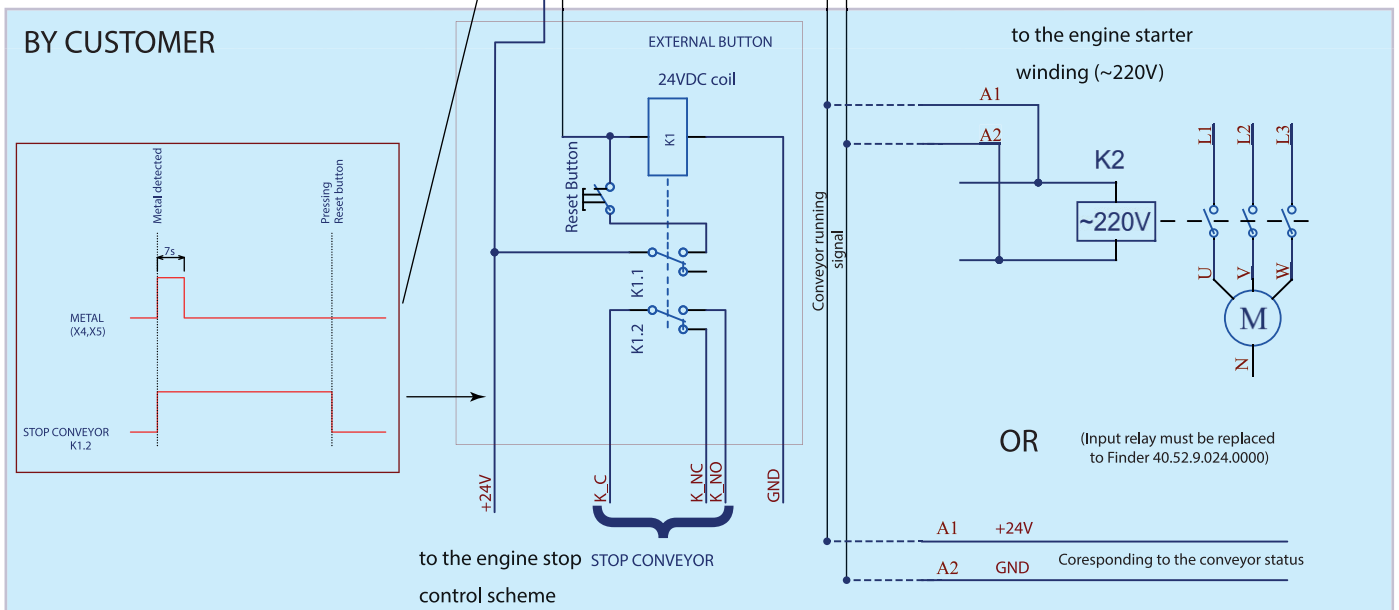 BY CUSTOMER
Metal detected
Pressing
Reset button
7s
METAL
(X4,X5)
STOP CONVEYOR
K1.2
EXTERNAL BUTTON
24VDC coil
K1
Reset Button
K1.1
K1.2
+24V
K_C
K_NC
K_NO
GND
to the engine stop
control scheme
STOP CONVEYOR
Conveyor running
signal
to the engine starter
winding (~220V)
A1
A2
K2
~220V
L1
L2
L3
U
V
W
M
N
OR
(Input relay must be replaced
to Finder 40.52.9.024.0000)
A1 +24V
A2 GND
Coresponding to the conveyor status